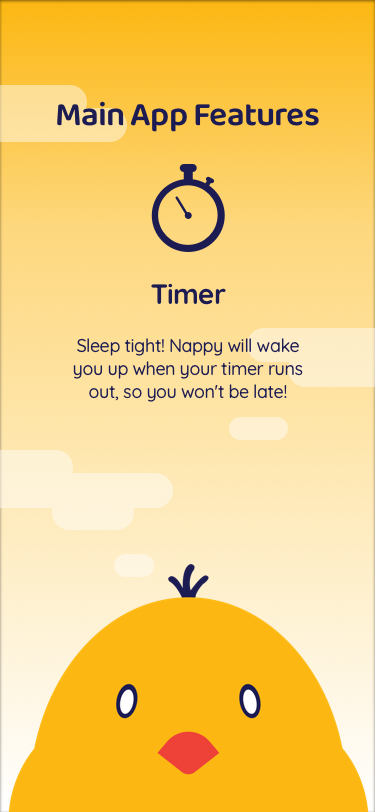 Main App Features
Timer
Sleep tight! Nappy will wake
you up when your timer runs
out, so you won't be late!